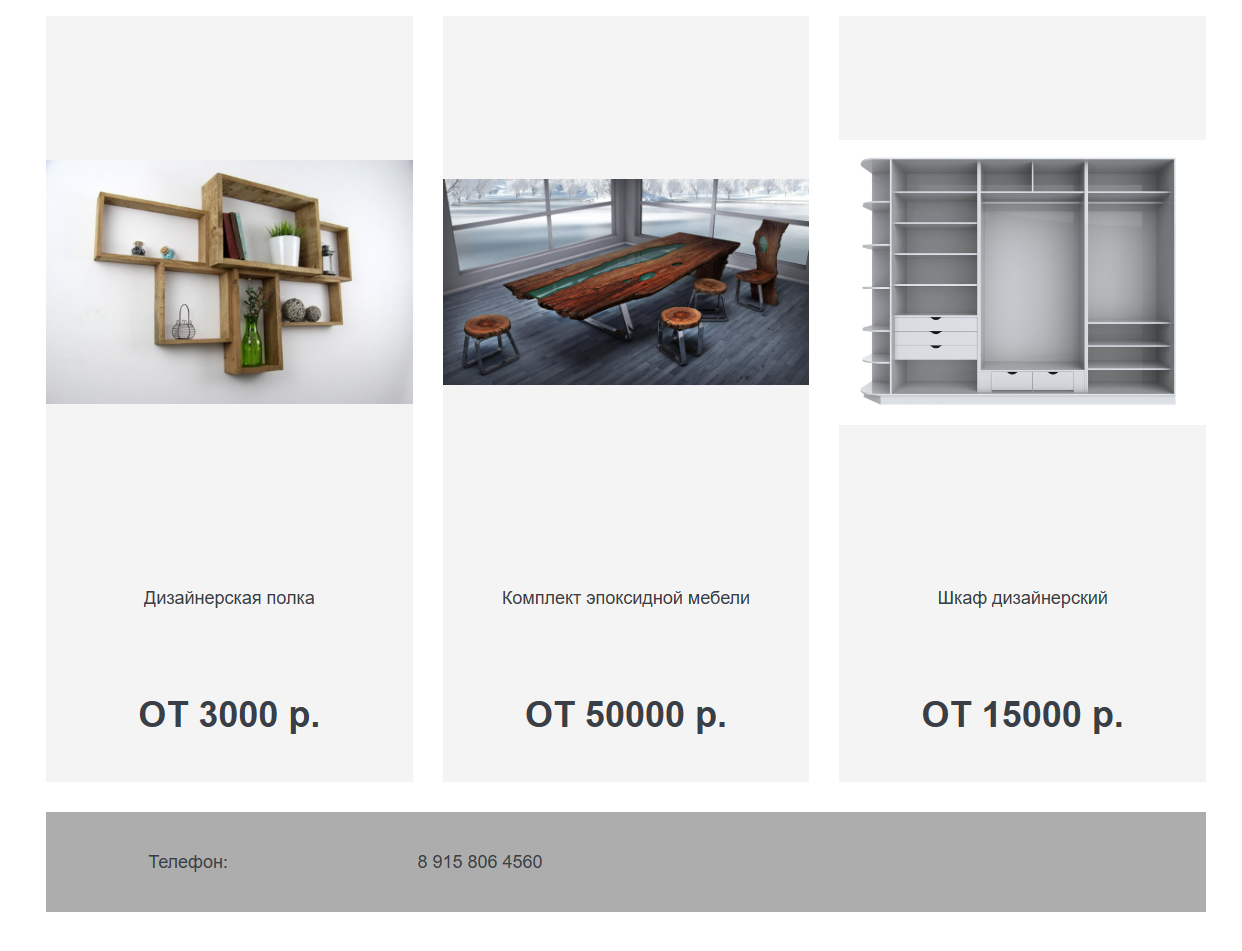 Дизайнерская полка
Комплект эпоксидной мебели
Шкаф дизайнерский
ОТ 3000 р.
ОТ 50000 р.
ОТ 15000 р.
Телефон:
8 915 806 4560